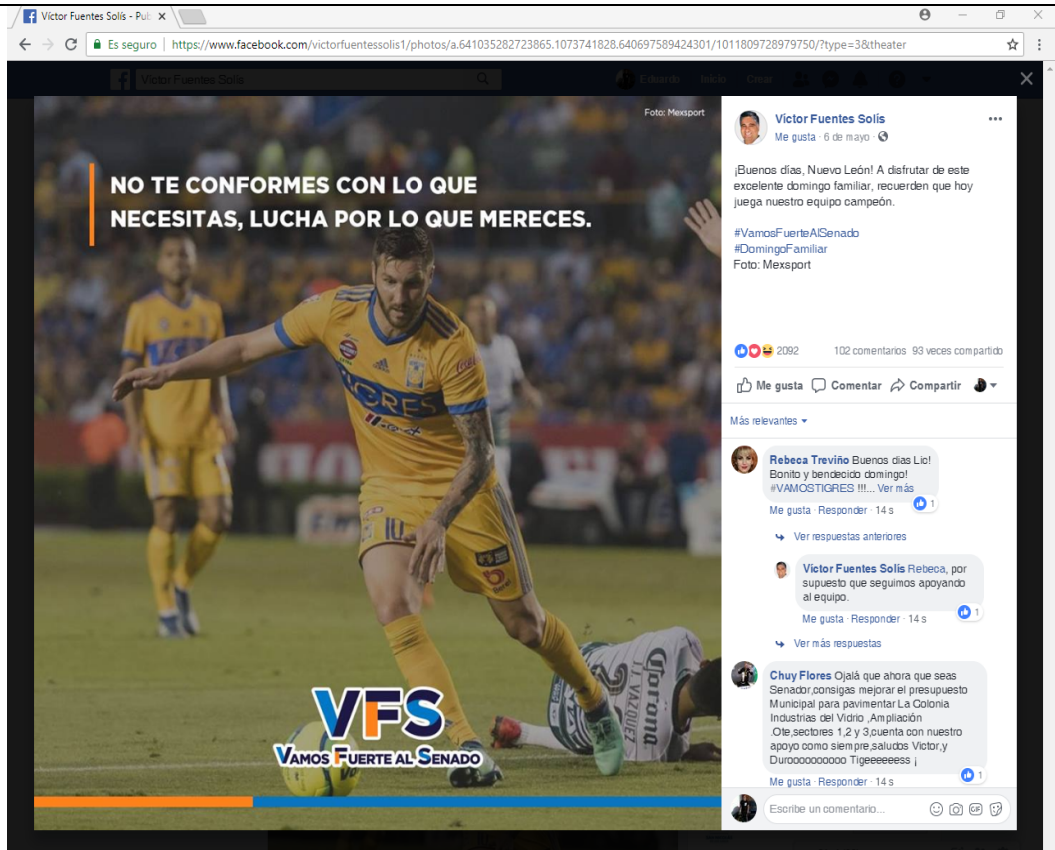 Víctor Fuentes Solís - Pub
Es seguro | https://www.facebook.com/victorfuentessolis1/photos/a.641035282723865.1073741828.640697589424301/1011809728979750/?type=3&theater
Víctor Fuentes Solís
Eduardo Inicio Crear
Foto: Mexsport
NO TE CONFORMES CON LO QUE
NECESITAS, LUCHA POR LO QUE MERECES.
TIGRES
10
Corona
J.J. VAZQUEZ
2
VFS
VAMOS FUERTE AL SENADO
Víctor Fuentes Solís
Me gusta · 6 de mayo ·
¡Buenos días, Nuevo León! A disfrutar de este
excelente domingo familiar, recuerden que hoy
juega nuestro equipo campeón.
#VamosFuerteAlSenado
#DomingoFamiliar
Foto: Mexsport
2092 102 comentarios 93 veces compartido
Me gusta Comentar Compartir
Más relevantes
Rebeca Treviño Buenos dias Lic!
Bonito y bendecido domingo!
#VAMOSTIGRES !!!... Ver más
1
Me gusta · Responder · 14 s
Ver respuestas anteriores
Víctor Fuentes Solís Rebeca, por
supuesto que seguimos apoyando
al equipo.
1
Me gusta · Responder · 14 s
Ver más respuestas
Chuy Flores Ojalá que ahora que seas
Senador,consigas mejorar el presupuesto
Municipal para pavimentar La Colonia
Industrias del Vidrio ,Ampliación
.Ote,sectores 1,2 y 3,cuenta con nuestro
apoyo como siempre,saludos Victor,y
Durooooooooo Tigeeeeeess ¡
1
Me gusta · Responder · 14 s
Escribe un comentario...
GIF